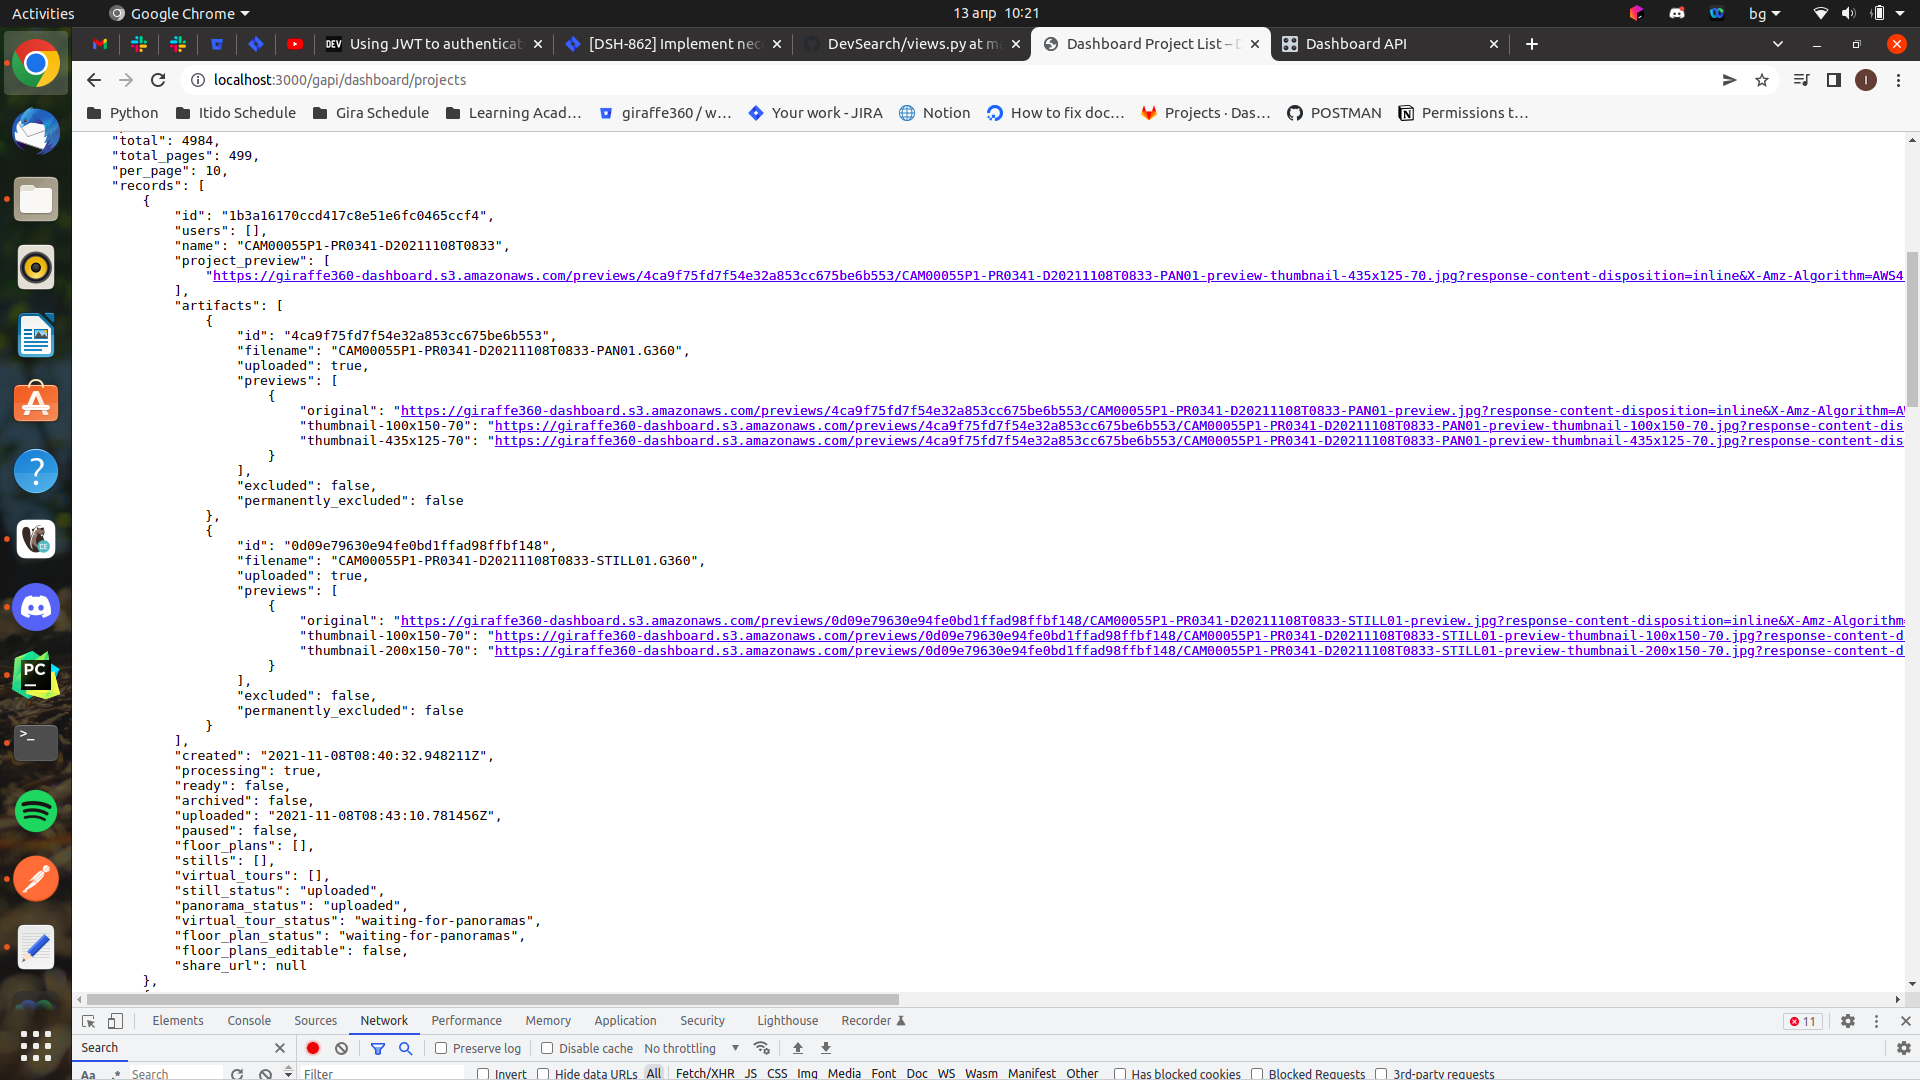 Activities
Google Chrome
13 апр 10:21
bg
Using JWT to authenticat
[DSH-862] Implement nec
DevSearch/views.py at ma
Dashboard Project List – D
Dashboard API
localhost:3000/gapi/dashboard/projects
Python
Itido Schedule
Gira Schedule
Learning Acad…
giraffe360 / w…
Your work - JIRA
Notion
How to fix doc…
Projects · Das…
POSTMAN
Permissions t…
"total": 4984,
"total_pages": 499,
"per_page": 10,
"records": [
{
"id": "1b3a16170ccd417c8e51e6fc0465ccf4",
"users": [],
"name": "CAM00055P1-PR0341-D20211108T0833",
"project_preview": [
"https://giraffe360-dashboard.s3.amazonaws.com/previews/4ca9f75fd7f54e32a853cc675be6b553/CAM00055P1-PR0341-D20211108T0833-PAN01-preview-thumbnail-435x125-70.jpg?response-content-disposition=inline&X-Amz-Algorithm=AWS4
],
"artifacts": [
{
"id": "4ca9f75fd7f54e32a853cc675be6b553",
"filename": "CAM00055P1-PR0341-D20211108T0833-PAN01.G360",
"uploaded": true,
"previews": [
{
"original": "https://giraffe360-dashboard.s3.amazonaws.com/previews/4ca9f75fd7f54e32a853cc675be6b553/CAM00055P1-PR0341-D20211108T0833-PAN01-preview.jpg?response-content-disposition=inline&X-Amz-Algorithm=AW
"thumbnail-100x150-70": "https://giraffe360-dashboard.s3.amazonaws.com/previews/4ca9f75fd7f54e32a853cc675be6b553/CAM00055P1-PR0341-D20211108T0833-PAN01-preview-thumbnail-100x150-70.jpg?response-content-dis
"thumbnail-435x125-70": "https://giraffe360-dashboard.s3.amazonaws.com/previews/4ca9f75fd7f54e32a853cc675be6b553/CAM00055P1-PR0341-D20211108T0833-PAN01-preview-thumbnail-435x125-70.jpg?response-content-dis
}
],
"excluded": false,
"permanently_excluded": false
},
{
"id": "0d09e79630e94fe0bd1ffad98ffbf148",
"filename": "CAM00055P1-PR0341-D20211108T0833-STILL01.G360",
"uploaded": true,
"previews": [
{
"original": "https://giraffe360-dashboard.s3.amazonaws.com/previews/0d09e79630e94fe0bd1ffad98ffbf148/CAM00055P1-PR0341-D20211108T0833-STILL01-preview.jpg?response-content-disposition=inline&X-Amz-Algorithm=
"thumbnail-100x150-70": "https://giraffe360-dashboard.s3.amazonaws.com/previews/0d09e79630e94fe0bd1ffad98ffbf148/CAM00055P1-PR0341-D20211108T0833-STILL01-preview-thumbnail-100x150-70.jpg?response-content-d
"thumbnail-200x150-70": "https://giraffe360-dashboard.s3.amazonaws.com/previews/0d09e79630e94fe0bd1ffad98ffbf148/CAM00055P1-PR0341-D20211108T0833-STILL01-preview-thumbnail-200x150-70.jpg?response-content-d
}
],
"excluded": false,
"permanently_excluded": false
}
],
"created": "2021-11-08T08:40:32.948211Z",
"processing": true,
"ready": false,
"archived": false,
"uploaded": "2021-11-08T08:43:10.781456Z",
"paused": false,
"floor_plans": [],
"stills": [],
"virtual_tours": [],
"still_status": "uploaded",
"panorama_status": "uploaded",
"virtual_tour_status": "waiting-for-panoramas",
"floor_plan_status": "waiting-for-panoramas",
"floor_plans_editable": false,
"share_url": null
},
Elements
Console
Sources
Network
Performance
Memory
Application
Security
Lighthouse
Recorder
11
Search
Preserve log
Disable cache
No throttling
Aa
.*
Search
Filter
Invert
Hide data URLs
All
Fetch/XHR
JS
CSS
Img
Media
Font
Doc
WS
Wasm
Manifest
Other
Has blocked cookies
Blocked Requests
3rd-party requests